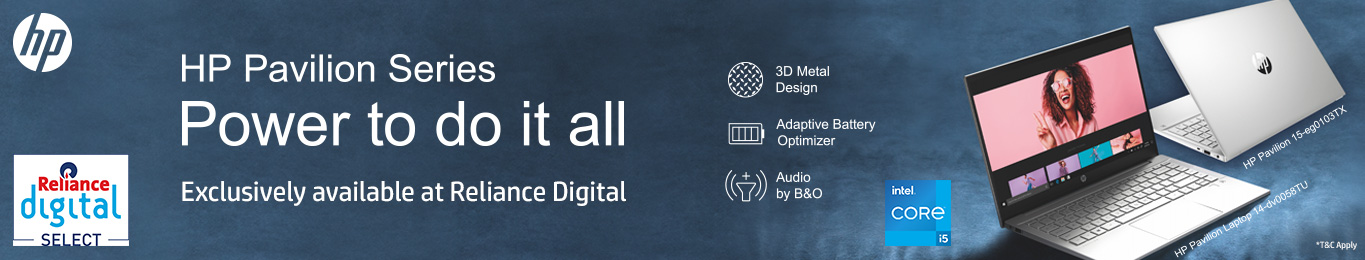 hp
HP Pavilion Series
Power to do it all
Exclusively available at Reliance Digital
Reliance
digital
SELECT
3D Metal
Design
Adaptive Battery
Optimizer
Audio
by B&O
intel.
CORE
i5
hp
HP Pavilion 15-eg0103TX
HP Pavilion Laptop 14-dv0058TU
*T&C Apply